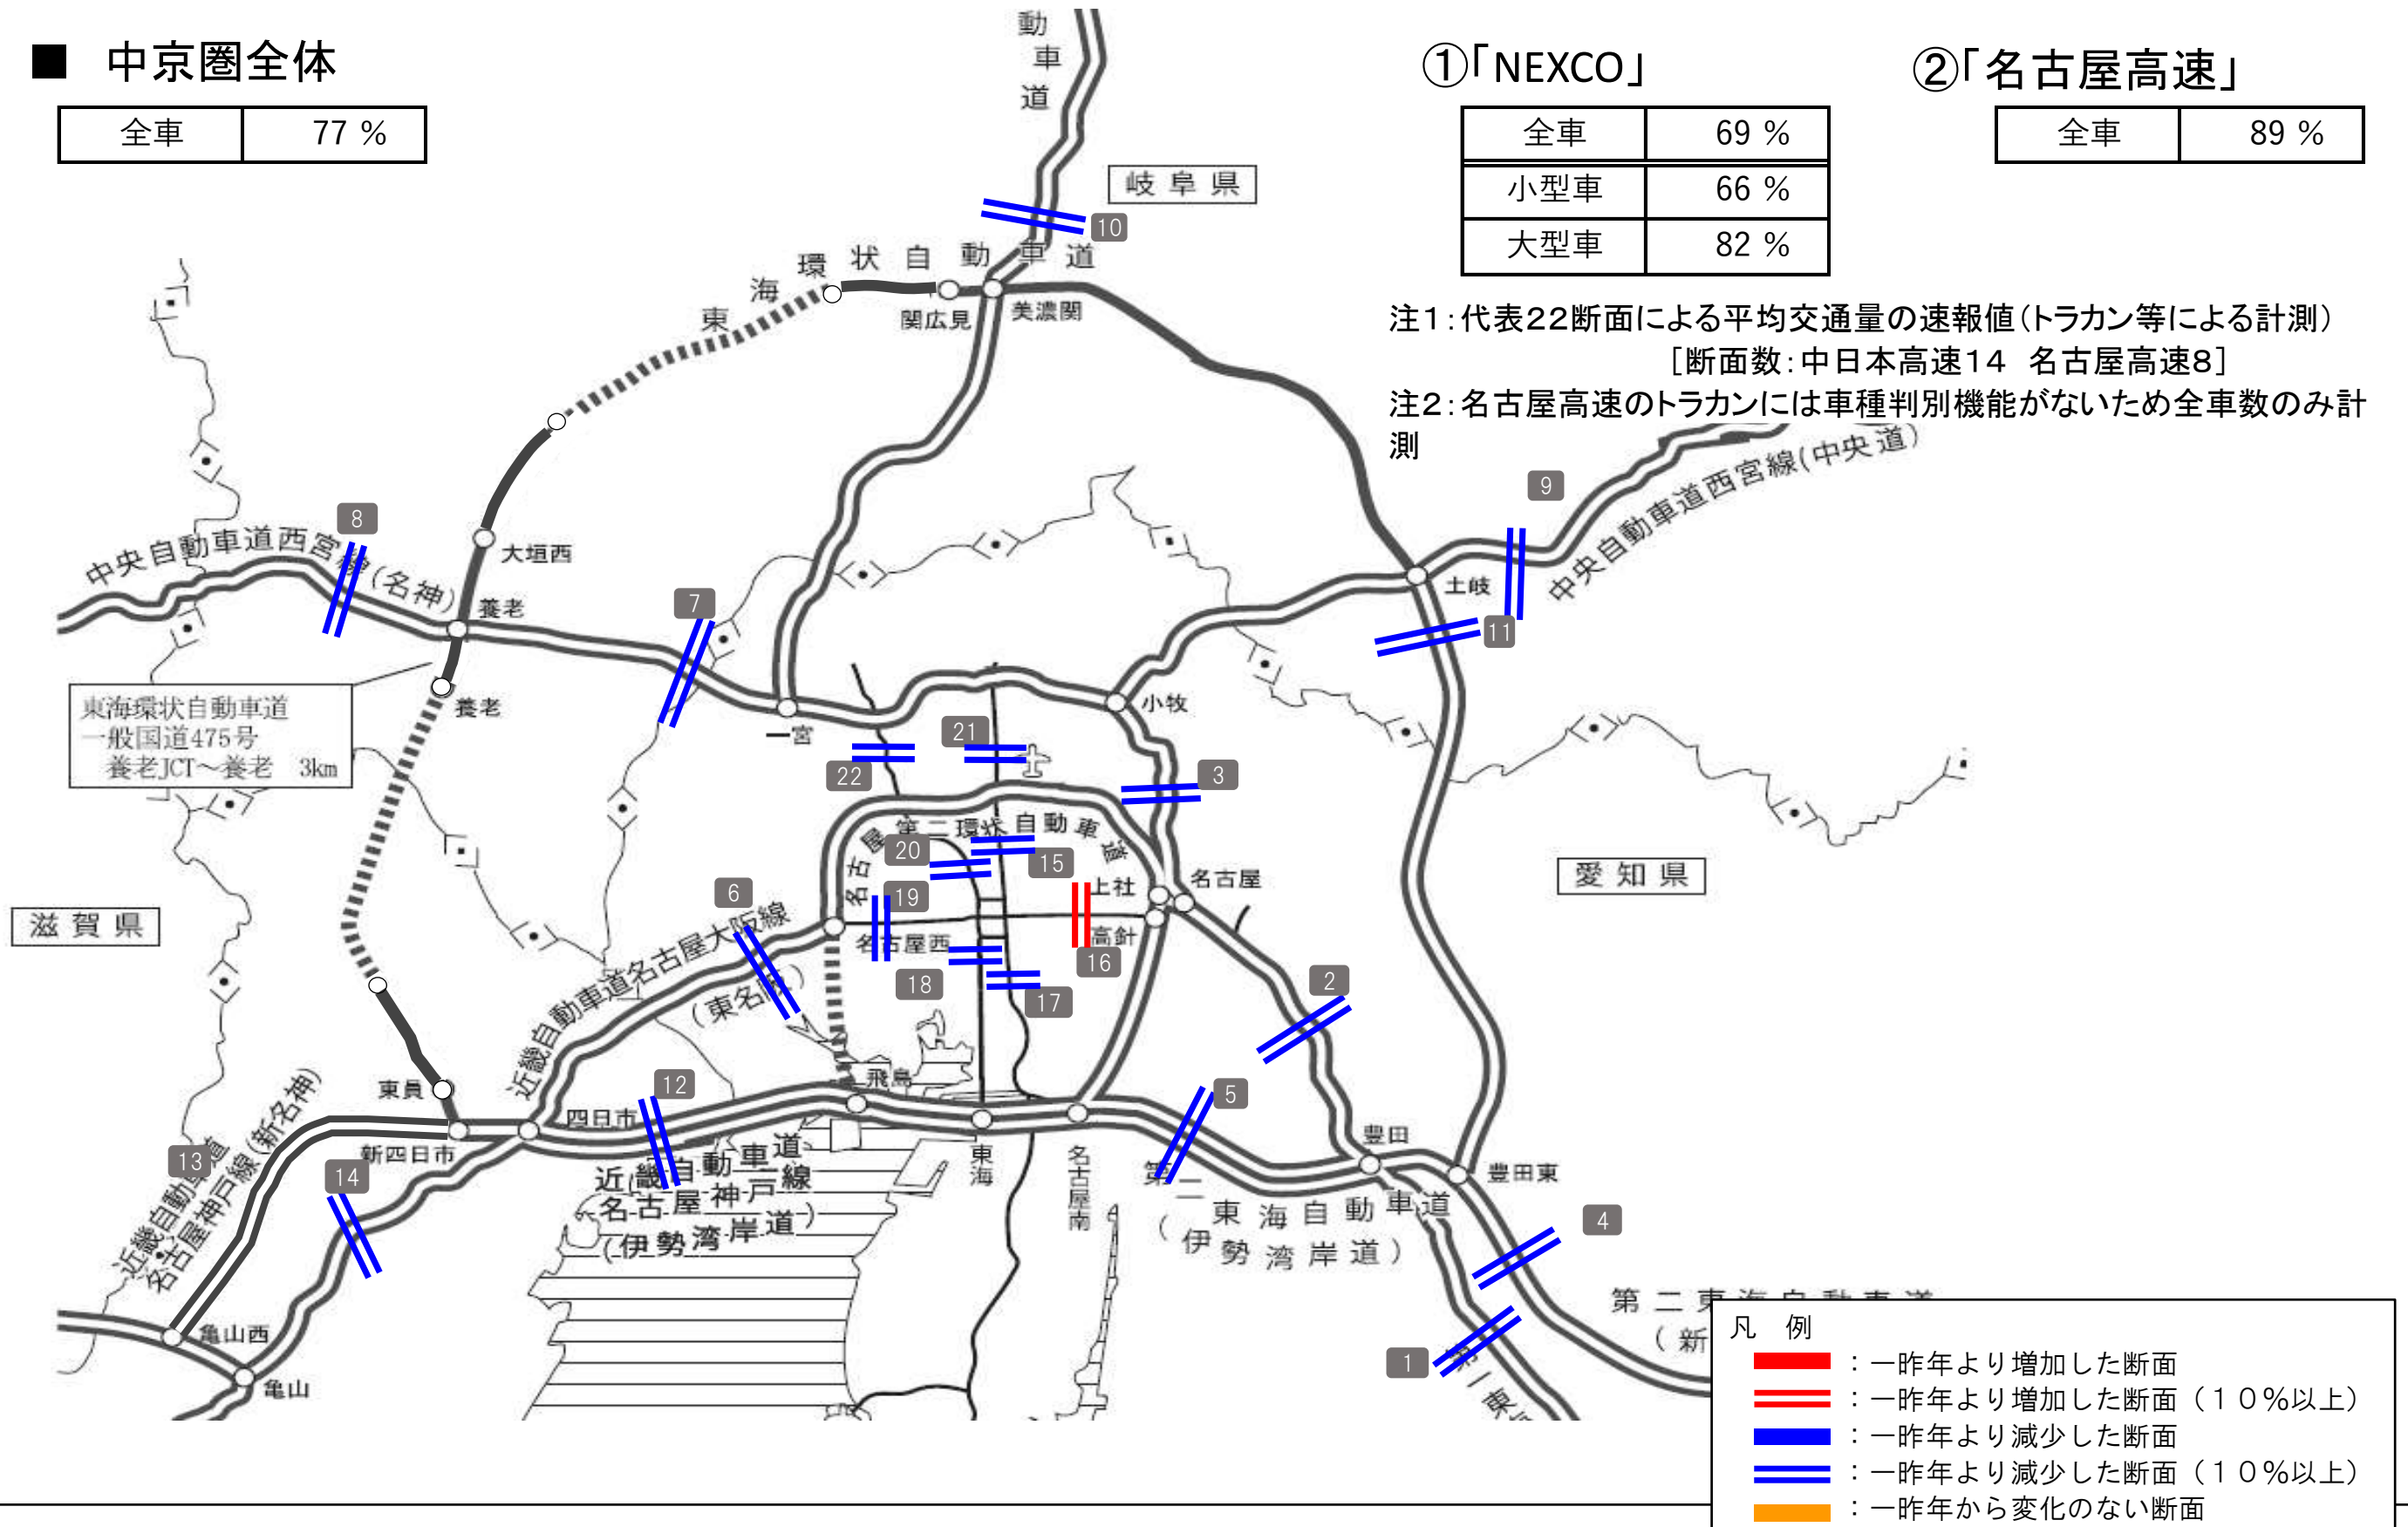 ■ 中京圏全体
全車 77 %
①「NEXCO」
全車 69 %
小型車 66 %
大型車 82 %
②「名古屋高速」
全車 89 %
注1:代表22断面による平均交通量の速報値(トラカン等による計測)
[断面数:中日本高速14 名古屋高速8]
注2:名古屋高速のトラカンには車種判別機能がないため全車数のみ計
測
動車道
岐阜県
10
東海環状自動車道
関広見
美濃関
9
中央自動車道西宮線(中央道)
8
中央自動車道西宮線(名神)
大垣西
養老
7
土岐
11
東海環状自動車道
一般国道475号
養老JCT~養老 3km
養老
一宮
小牧
21
22
3
名古屋第二環状自動車道
20
15
上社
名古屋
愛知県
6
19
滋賀県
名古屋西
高針
16
近畿自動車道名古屋大阪線
(東名阪)
18
17
2
東員
12
飛島
5
四日市
新四日市
13
14
近畿自動車道
名古屋神戸線(新名神)
近畿自動車道
名古屋神戸線
(伊勢湾岸道)
東海
名古屋南
豊田
豊田東
第二東海自動車道
(伊勢湾岸道)
4
亀山西
亀山
1
第一東
第二東海自動車道
(新
凡 例
:一昨年より増加した断面
:一昨年より増加した断面(10%以上)
:一昨年より減少した断面
:一昨年より減少した断面(10%以上)
:一昨年から変化のない断面